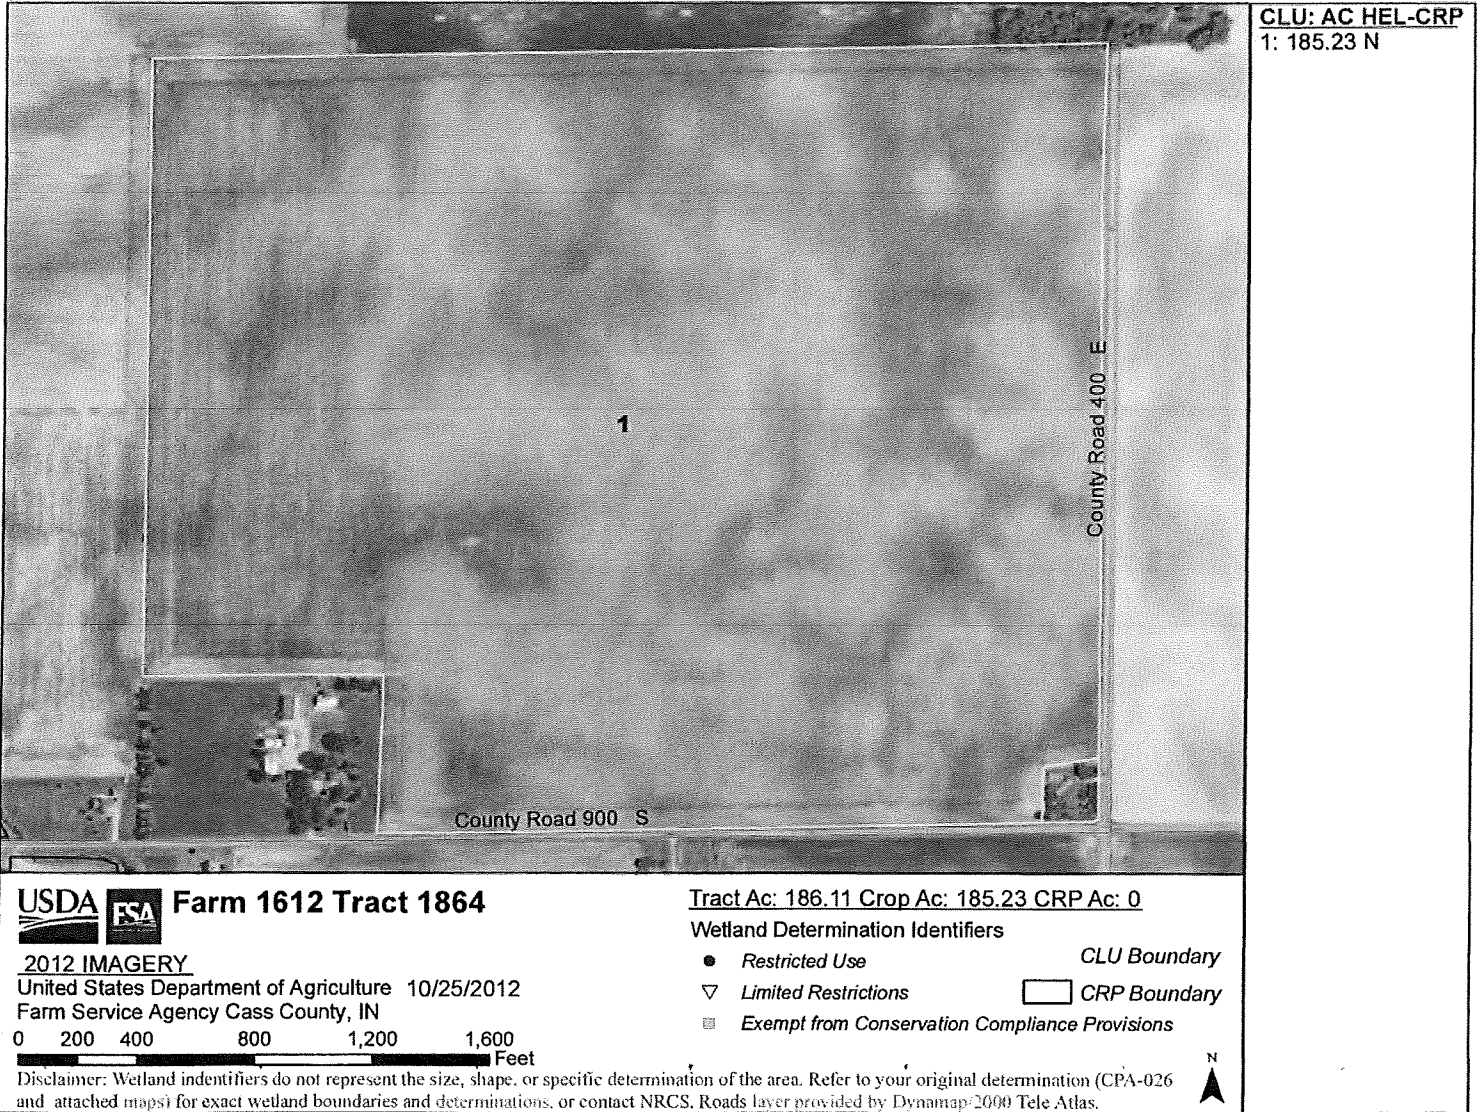 CLU: AC HEL-CRP
1: 185.23 N
1
County Road 400 E
County Road 900 S
USDA FSA Farm 1612 Tract 1864
2012 IMAGERY
United States Department of Agriculture 10/25/2012
Farm Service Agency Cass County, IN
0 200 400 800 1,200 1,600
Feet
Tract Ac: 186.11 Crop Ac: 185.23 CRP Ac: 0
Wetland Determination Identifiers
Restricted Use
Limited Restrictions
Exempt from Conservation Compliance Provisions
CLU Boundary
CRP Boundary
N
Disclaimer: Wetland indentifiers do not represent the size, shape, or specific determination of the area. Refer to your original determination (CPA-026
and attached maps) for exact wetland boundaries and determinations, or contact NRCS. Roads layer provided by Dynamap/2000 Tele Atlas.